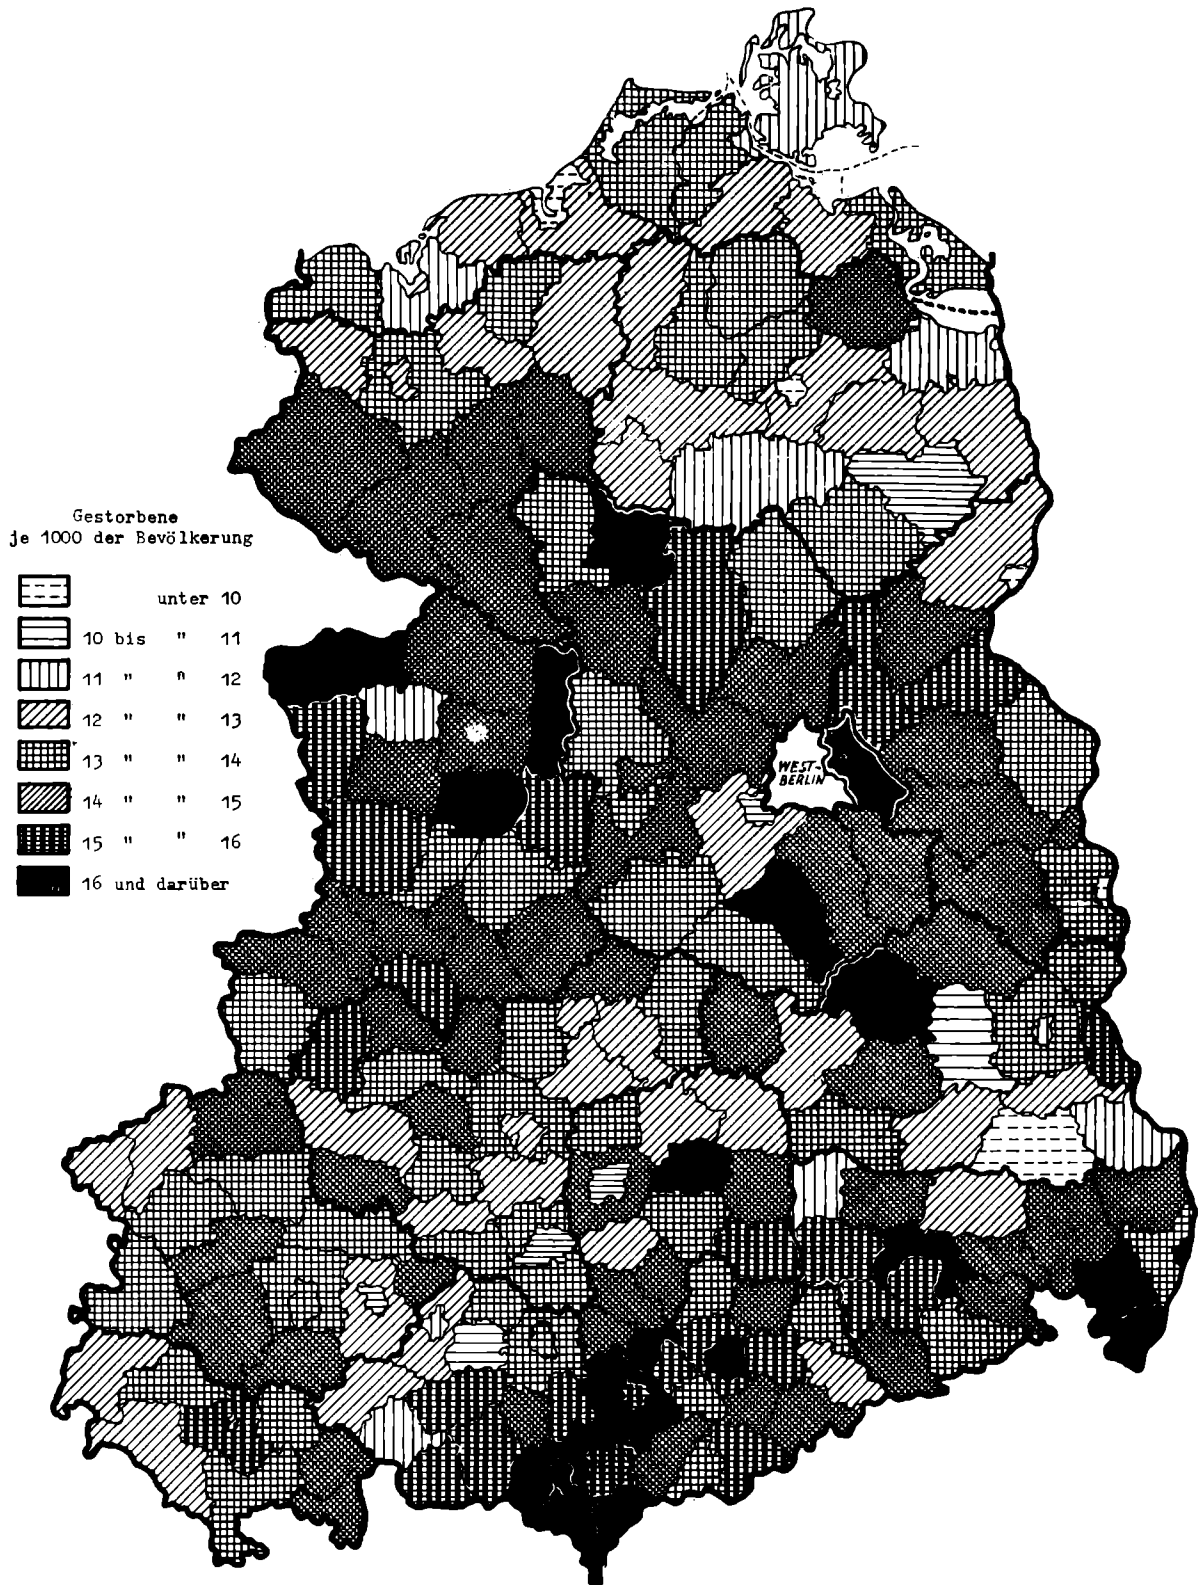 Gestorbene
je 1000 der Bevölkerung
unter 10
10 bis " 11
11 " " 12
12 " " 13
13 " " 14
14 " " 15
15 " " 16
16 und darüber
WEST-
BERLIN